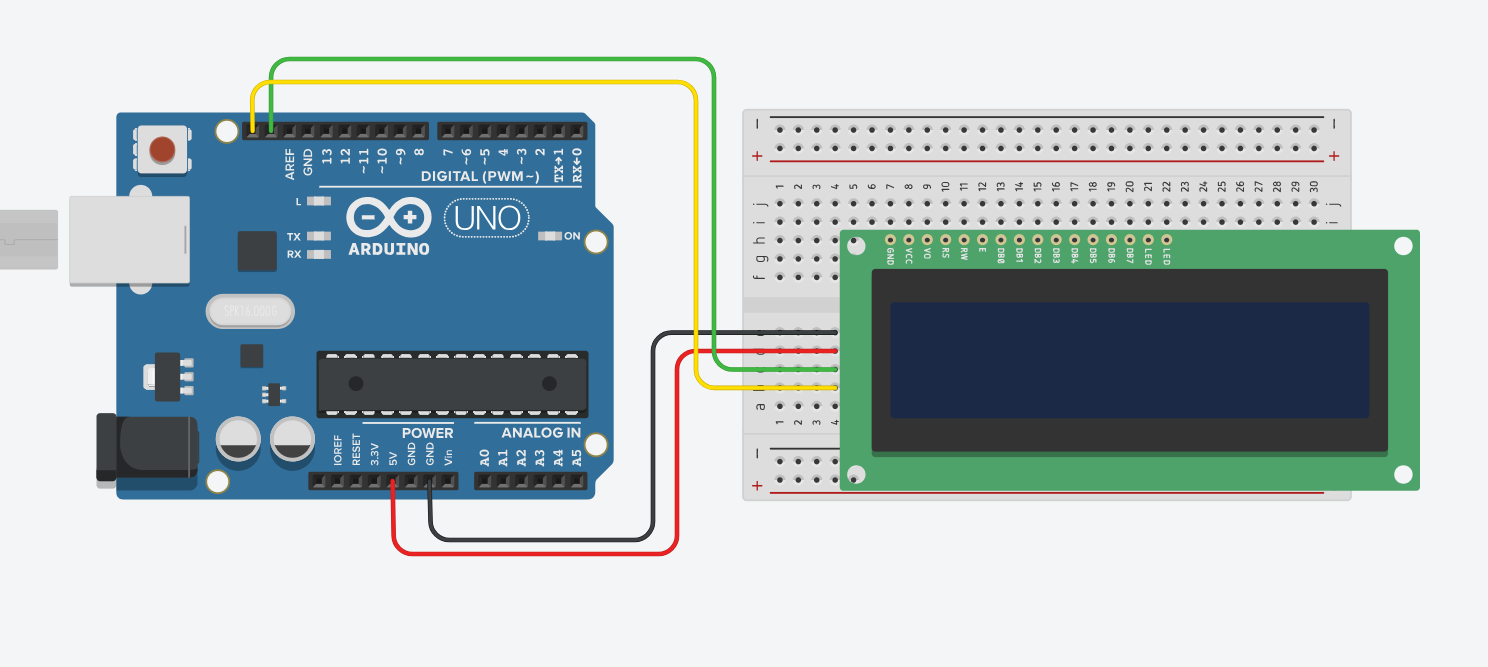 AREF
GND
13
12
~11
~10
~9
8
7
~6
~5
4
~3
2
TX→1
RX←0
DIGITAL (PWM~)
L
TX
RX
UNO
ARDUINO
ON
SPK16.000G
POWER
ANALOG IN
IOREF
RESET
3.3V
5V
GND
GND
Vin
A0
A1
A2
A3
A4
A5
− −
+ +
1 2 3 4 5 6 7 8 9 10 11 12 13 14 15 16 17 18 19 20 21 22 23 24 25 26 27 28 29 30
j j
i i
h
g
f
GND VCC VO RS RW E DB0 DB1 DB2 DB3 DB4 DB5 DB6 DB7 LED LED
a
1 2 3 4
−
+